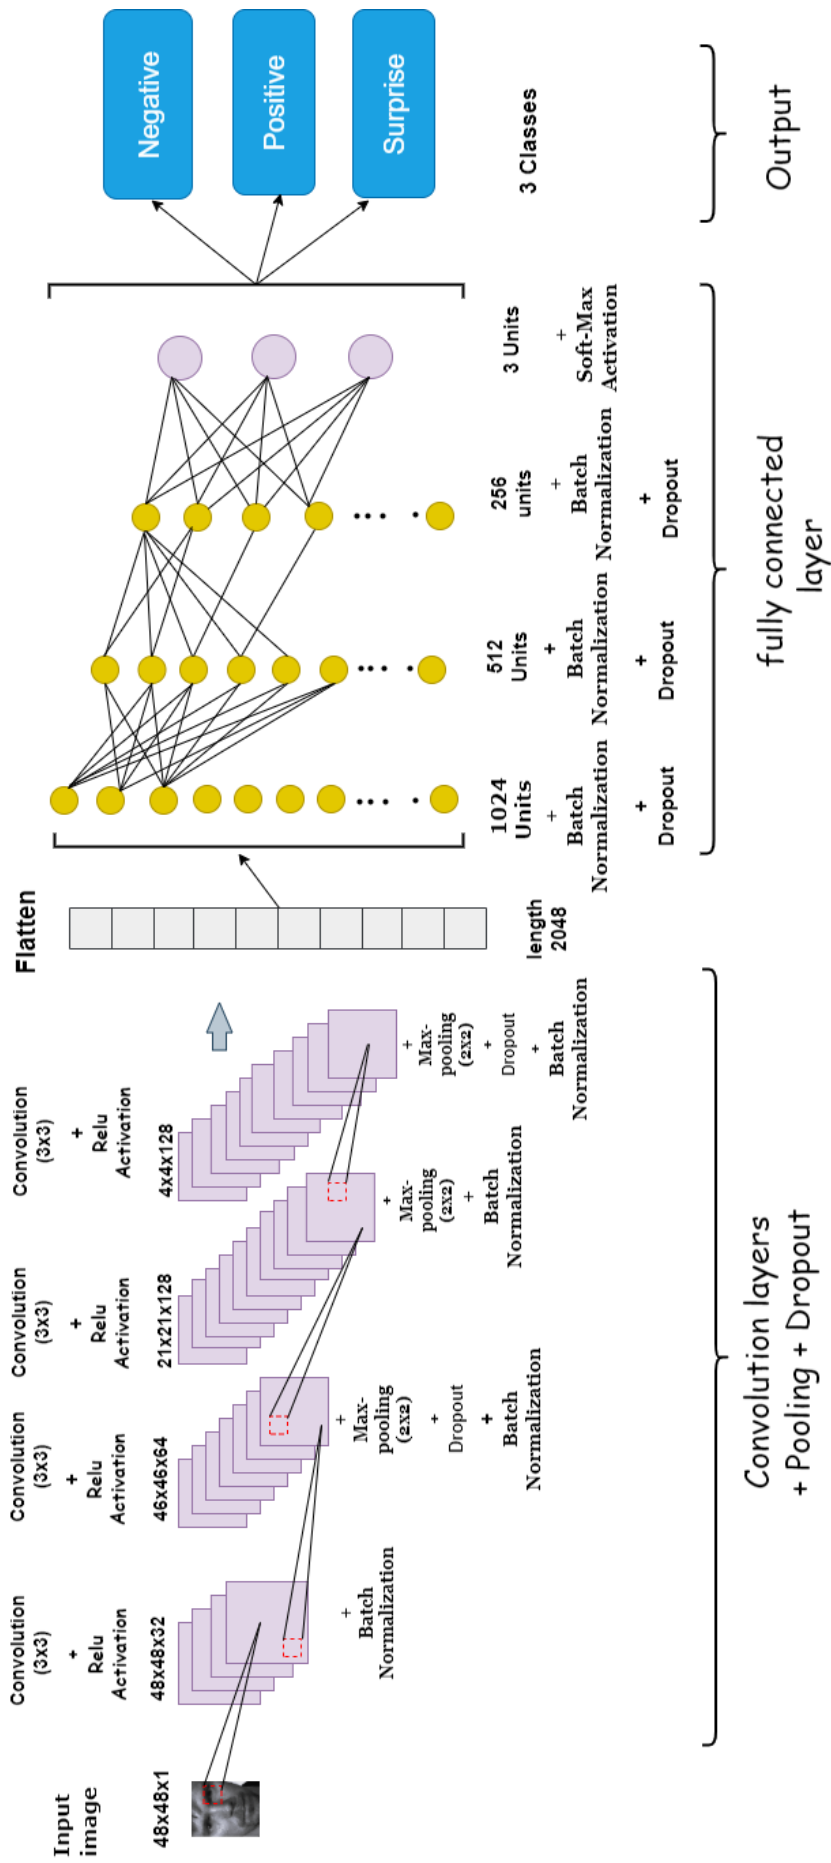 Input
image
48x48x1
Convolution
(3x3)
+
Relu
Activation
48x48x32
+
Batch
Normalization
Convolution
(3x3)
+
Relu
Activation
46x46x64
+
Max-
pooling
(2x2)
+
Dropout
+
Batch
Normalization
Convolution
(3x3)
+
Relu
Activation
21x21x128
+
Max-
pooling
(2x2)
+
Batch
Normalization
Convolution
(3x3)
+
Relu
Activation
4x4x128
+
Max-
pooling
(2x2)
+
Dropout
+
Batch
Normalization
Convolution layers
+ Pooling + Dropout
Flatten
length
2048
1024
Units
+
Batch
Normalization
+
Dropout
512
Units
+
Batch
Normalization
+
Dropout
256
units
+
Batch
Normalization
+
Dropout
3 Units
+
Soft-Max
Activation
fully connected
layer
Negative
Positive
Surprise
3 Classes
Output